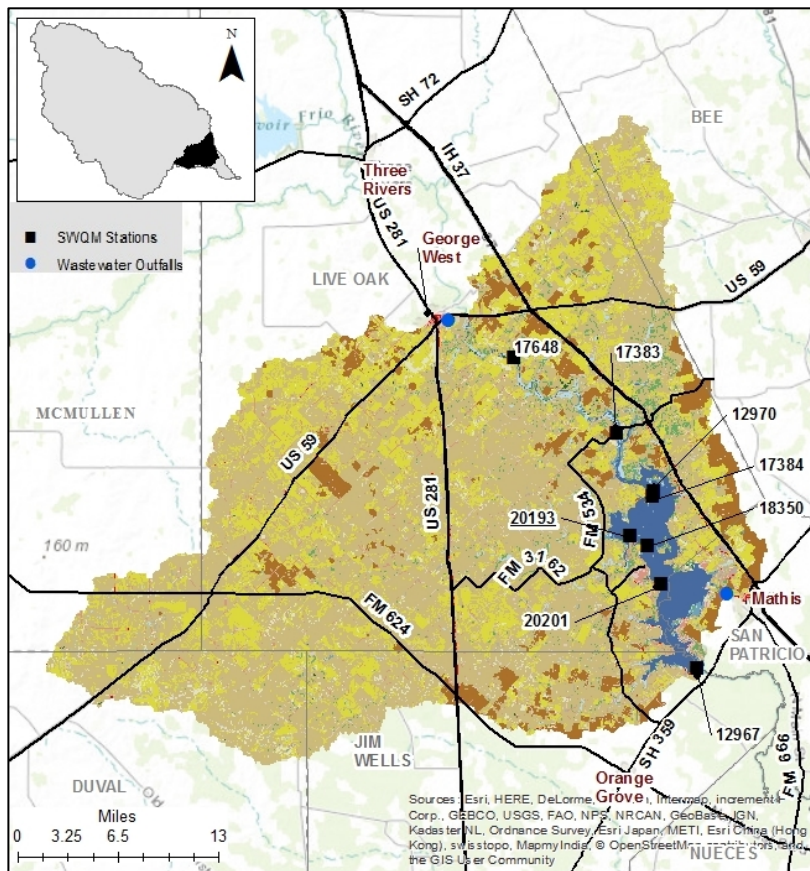 N
SWQM Stations
Wastewater Outfalls
SH 72
Frio River
BEE
IH 37
Three
Rivers
US 281
George
West
LIVE OAK
US 59
17648
17383
MCMULLEN
12970
US 59
17384
US 281
FM 534
18350
20193
160 m
FM 3162
Mathis
20201
FM 624
SAN
PATRICIO
12967
JIM
WELLS
SH 359
FM 666
DUVAL
Orange
Grove
Miles
0 3.25 6.5 13
Sources: Esri, HERE, DeLorme, Intermap, increment
Corp., GEBCO, USGS, FAO, NPS, NRCAN, GeoBase, IGN,
Kadaster NL, Ordnance Survey, Esri Japan, METI, Esri China (Hong
Kong), swisstopo, MapmyIndia, © OpenStreetMap contributors, and
the GIS User Community
NUECES